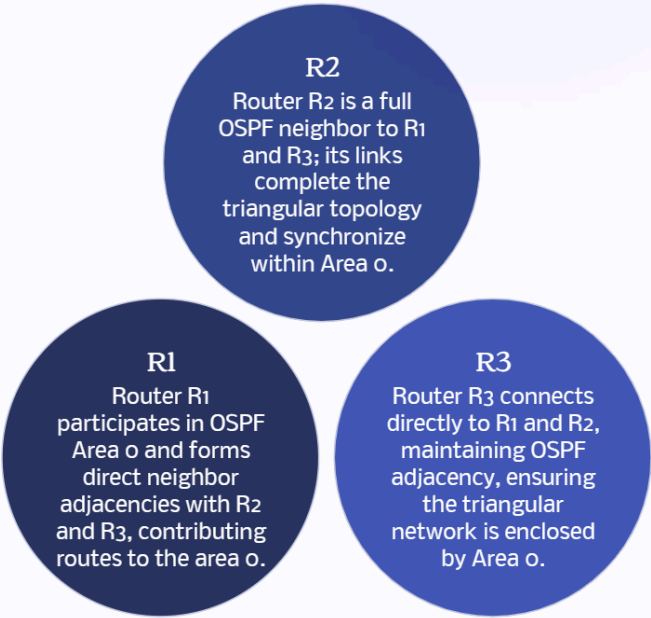 R2
Router R2 is a full
OSPF neighbor to R1
and R3; its links
complete the
triangular topology
and synchronize
within Area 0.
R1
Router R1
participates in OSPF
Area 0 and forms
direct neighbor
adjacencies with R2
and R3, contributing
routes to the area 0.
R3
Router R3 connects
directly to R1 and R2,
maintaining OSPF
adjacency, ensuring
the triangular
network is enclosed
by Area 0.